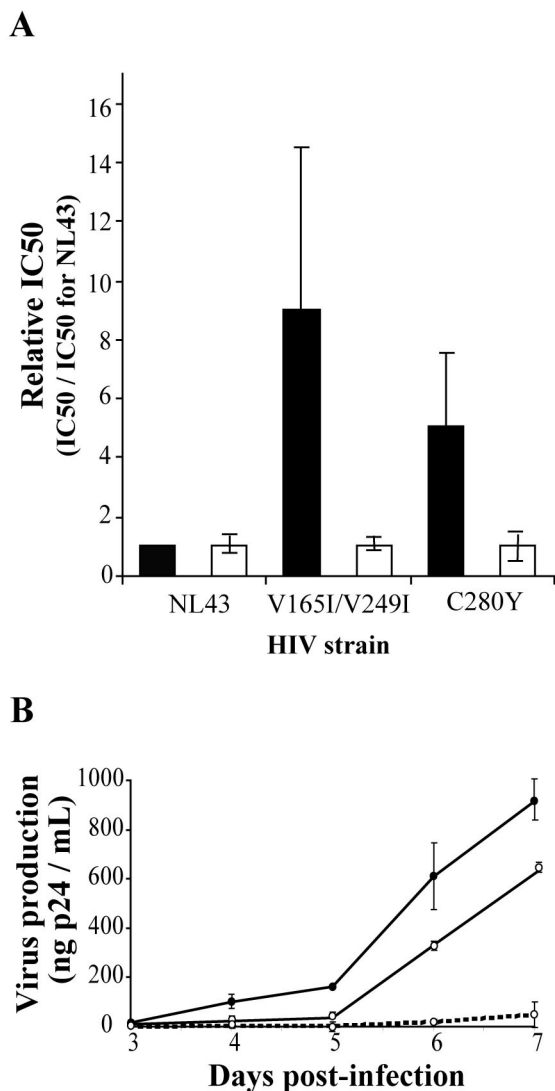 A
Relative IC50
(IC50 / IC50 for NL43)
16
14
12
10
8
6
4
2
0
NL43 V165I/V249I C280Y
HIV strain
B
Virus production
(ng p24 / mL)
1000
800
600
400
200
0
3 4 5 6 7
Days post-infection